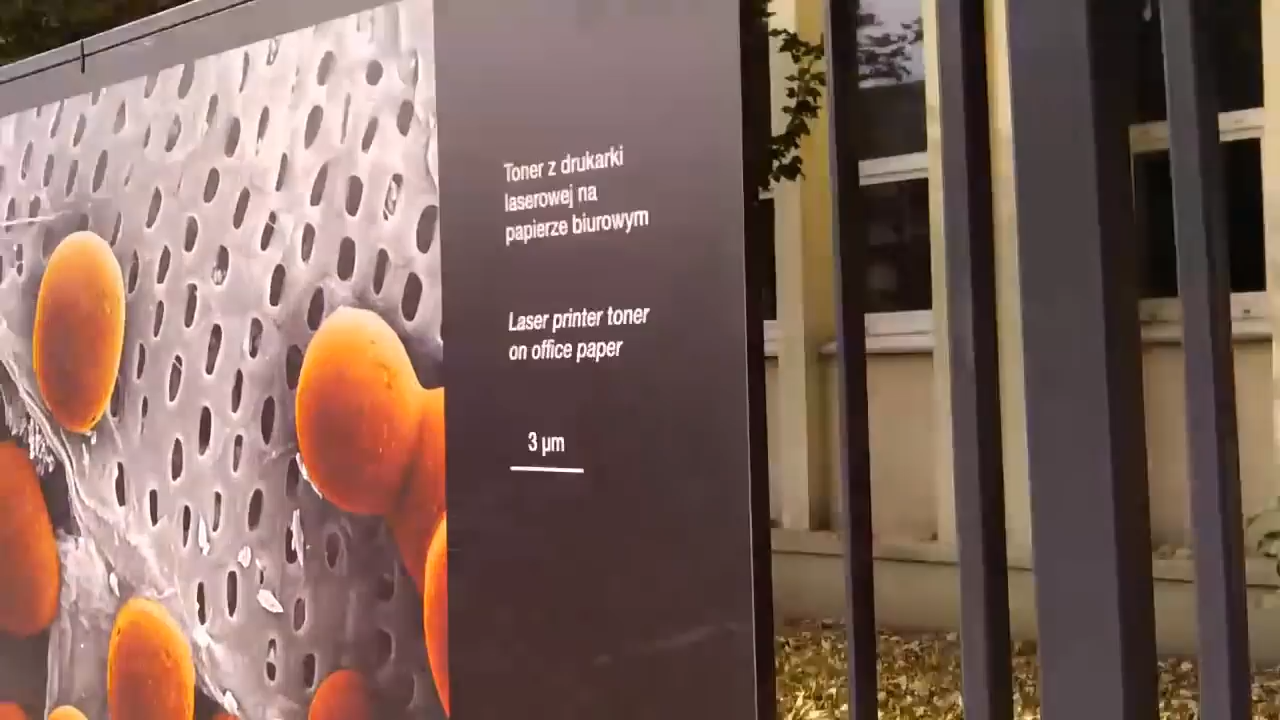 Toner z drukarki
laserowej na
papierze biurowym
Laser printer toner
on office paper
3 µm